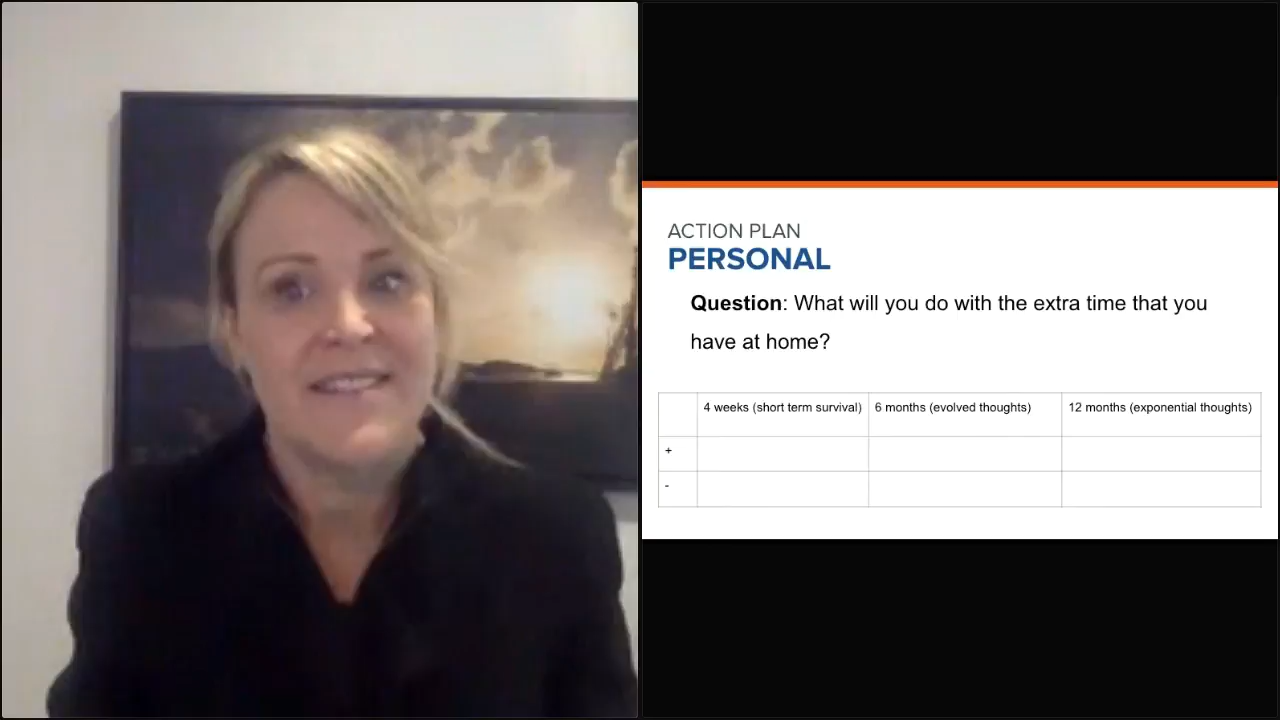 ACTION PLAN
PERSONAL
Question: What will you do with the extra time that you
have at home?
4 weeks (short term survival) 6 months (evolved thoughts) 12 months (exponential thoughts)
+
-